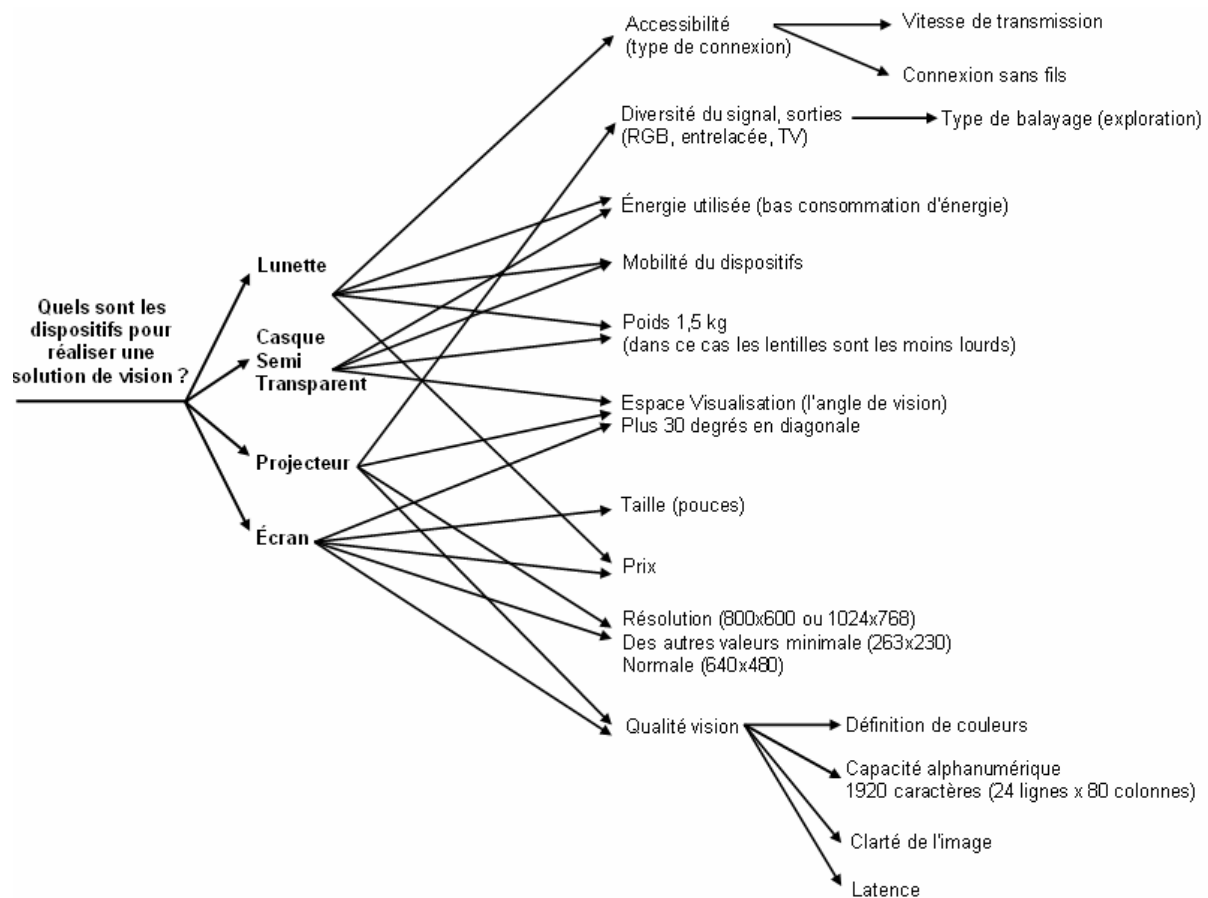 Quels sont les
dispositifs pour
réaliser une
solution de vision ?
Lunette
Casque
Semi
Transparent
Projecteur
Écran
Accessibilité
(type de connexion)
Vitesse de transmission
Connexion sans fils
Diversité du signal, sorties
(RGB, entrelacée, TV)
Type de balayage (exploration)
Énergie utilisée (bas consommation d'énergie)
Mobilité du dispositifs
Poids 1,5 kg
(dans ce cas les lentilles sont les moins lourds)
Espace Visualisation (l'angle de vision)
Plus 30 degrés en diagonale
Taille (pouces)
Prix
Résolution (800x600 ou 1024x768)
Des autres valeurs minimale (263x230)
Normale (640x480)
Qualité vision
Définition de couleurs
Capacité alphanumérique
1920 caractères (24 lignes x 80 colonnes)
Clarté de l'image
Latence